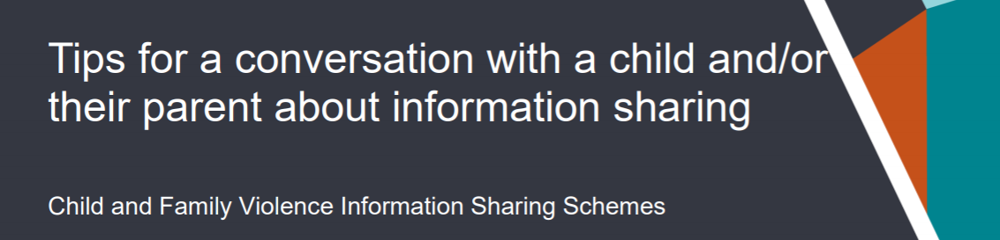 Tips for a conversation with a child and/or
their parent about information sharing
Child and Family Violence Information Sharing Schemes